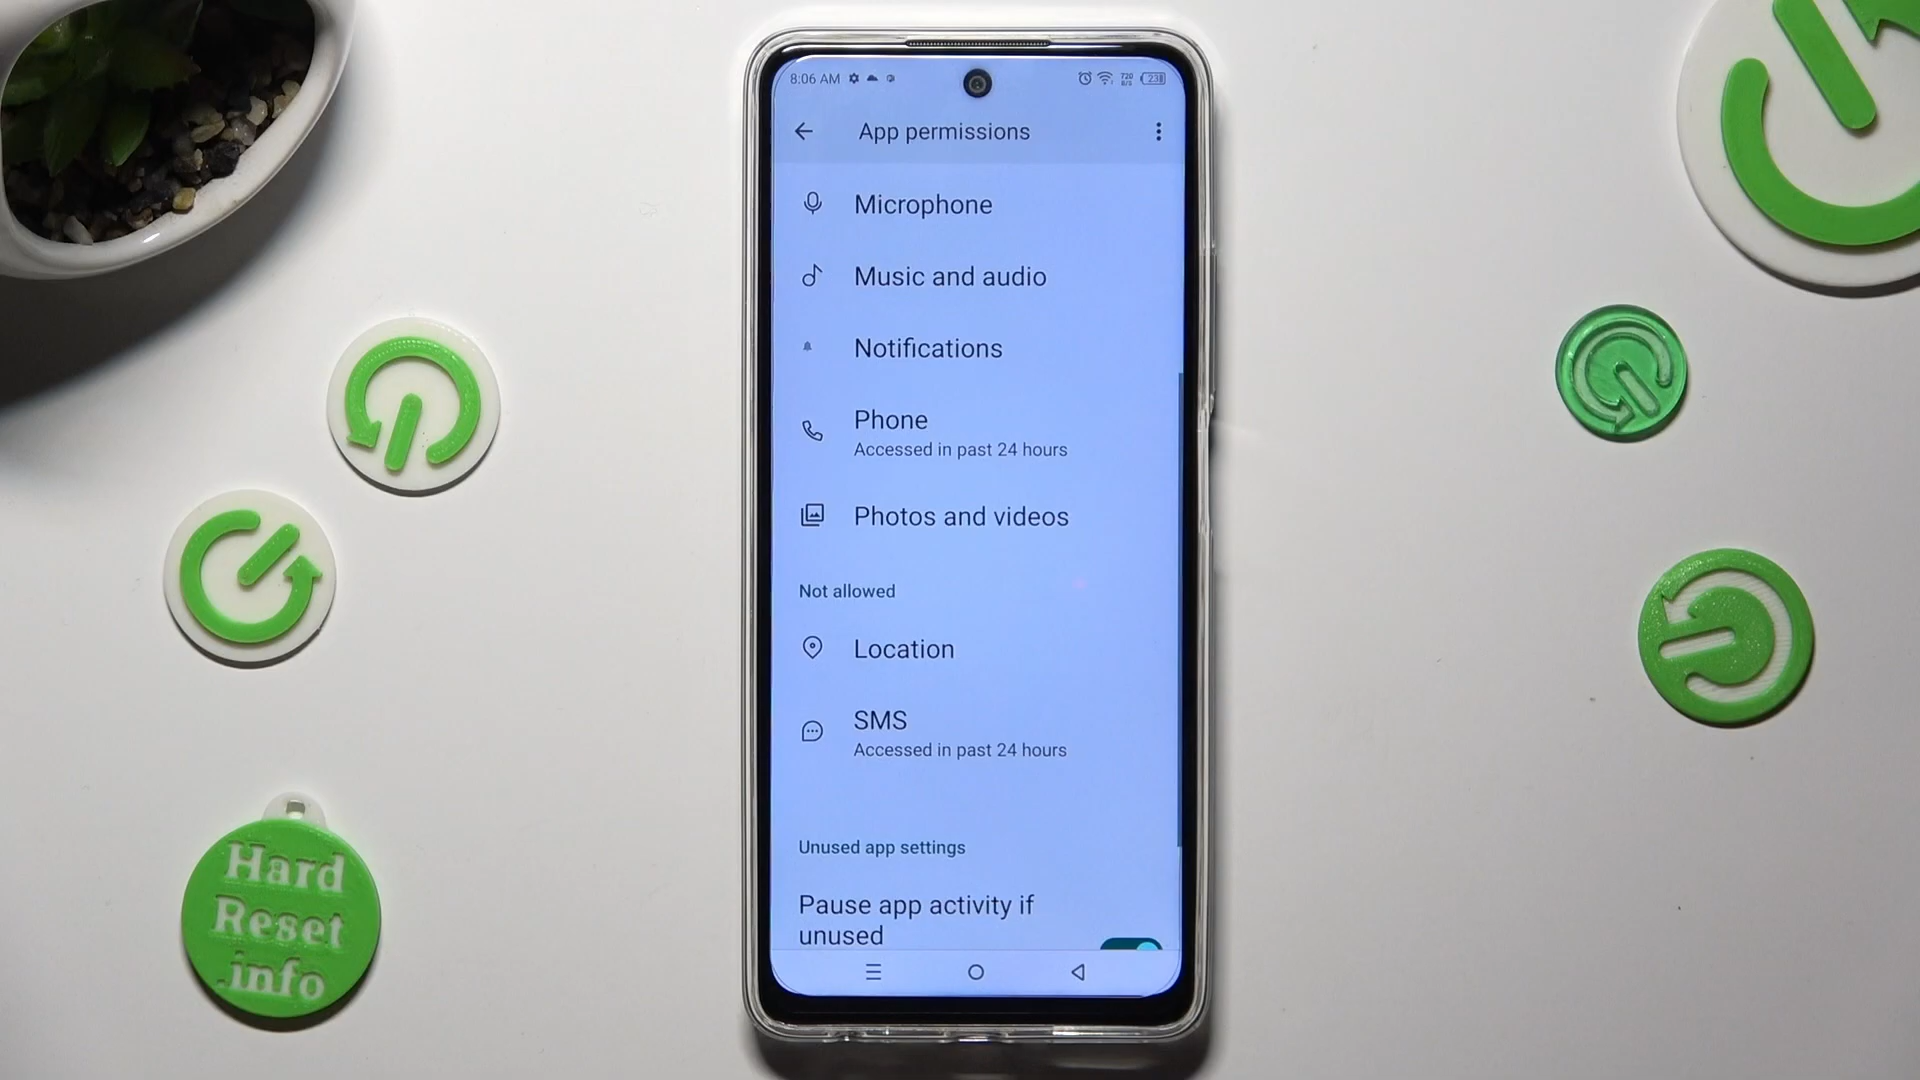 8:06 AM
720 B/S
23
App permissions
Microphone
Music and audio
Notifications
Phone
Accessed in past 24 hours
Photos and videos
Not allowed
Location
SMS
Accessed in past 24 hours
Unused app settings
Pause app activity if
unused
Hard
Reset
.info